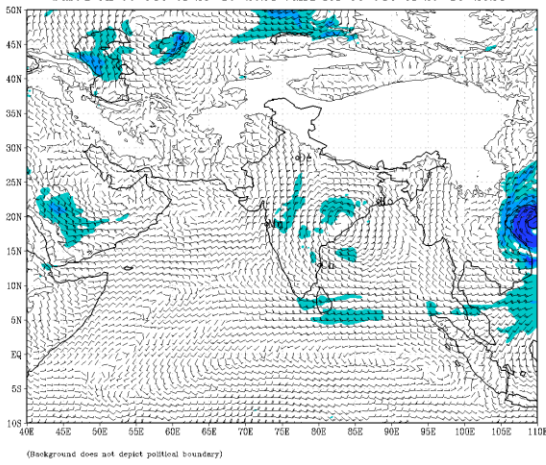 50N
45N
40N
35N
30N
25N
20N
15N
10N
5N
EQ
5S
10S
40E 45E 50E 55E 60E 65E 70E 75E 80E 85E 90E 95E 100E 105E 110E
(Background does not depict political boundary)